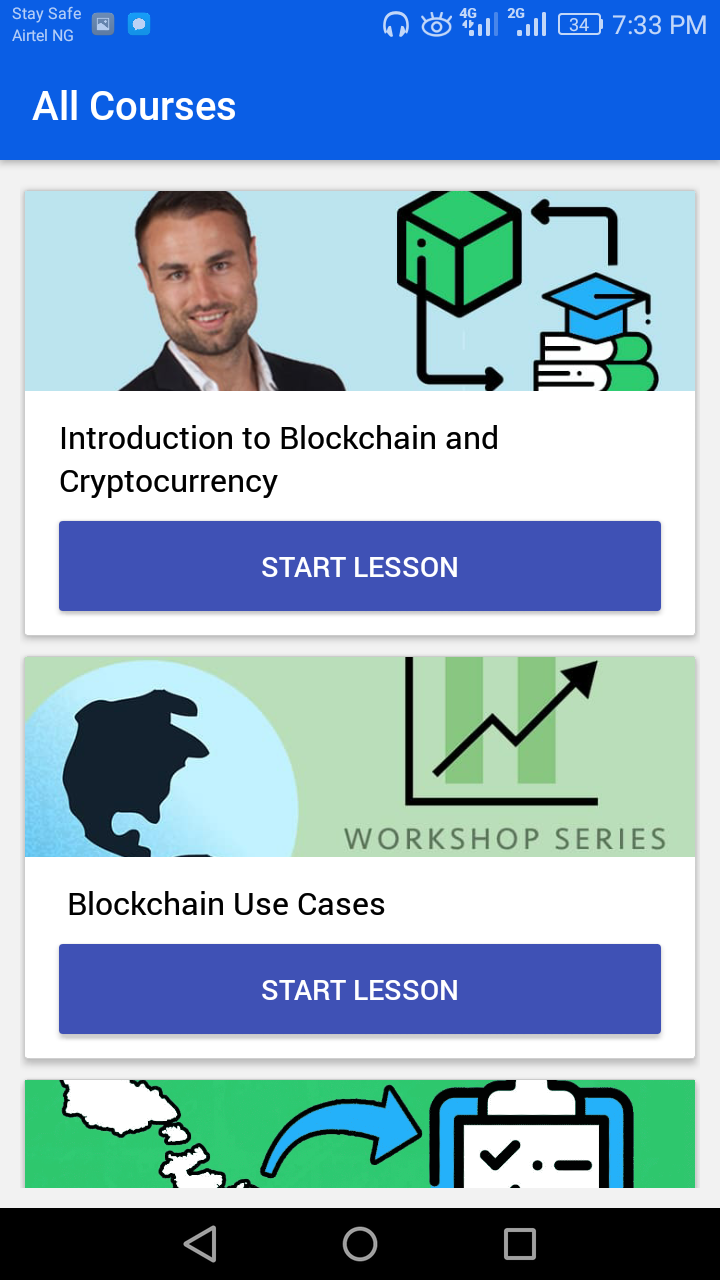 Stay Safe
Airtel NG
4G
2G
34
7:33 PM
All Courses
Introduction to Blockchain and
Cryptocurrency
START LESSON
WORKSHOP SERIES
Blockchain Use Cases
START LESSON